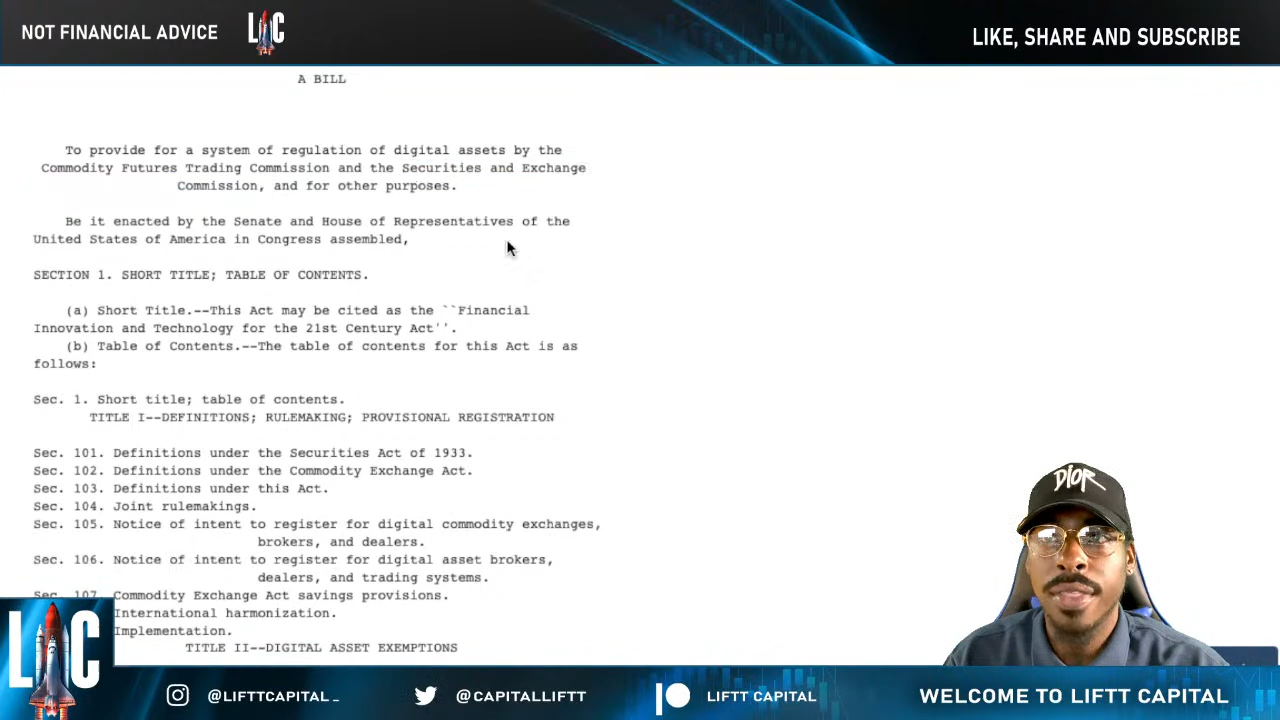 NOT FINANCIAL ADVICE
LC
LIKE, SHARE AND SUBSCRIBE
A BILL
To provide for a system of regulation of digital assets by the
Commodity Futures Trading Commission and the Securities and Exchange
Commission, and for other purposes.
Be it enacted by the Senate and House of Representatives of the
United States of America in Congress assembled,
SECTION 1. SHORT TITLE; TABLE OF CONTENTS.
(a) Short Title.--This Act may be cited as the ``Financial
Innovation and Technology for the 21st Century Act''.
(b) Table of Contents.--The table of contents for this Act is as
follows:
Sec. 1. Short title; table of contents.
TITLE I--DEFINITIONS; RULEMAKING; PROVISIONAL REGISTRATION
Sec. 101. Definitions under the Securities Act of 1933.
Sec. 102. Definitions under the Commodity Exchange Act.
Sec. 103. Definitions under this Act.
Sec. 104. Joint rulemakings.
Sec. 105. Notice of intent to register for digital commodity exchanges,
brokers, and dealers.
Sec. 106. Notice of intent to register for digital asset brokers,
dealers, and trading systems.
Sec. 107. Commodity Exchange Act savings provisions.
International harmonization.
Implementation.
TITLE II--DIGITAL ASSET EXEMPTIONS
DIOR
LC
@LIFTTCAPITAL_
@CAPITALLIFTT
LIFTT CAPITAL
WELCOME TO LIFTT CAPITAL